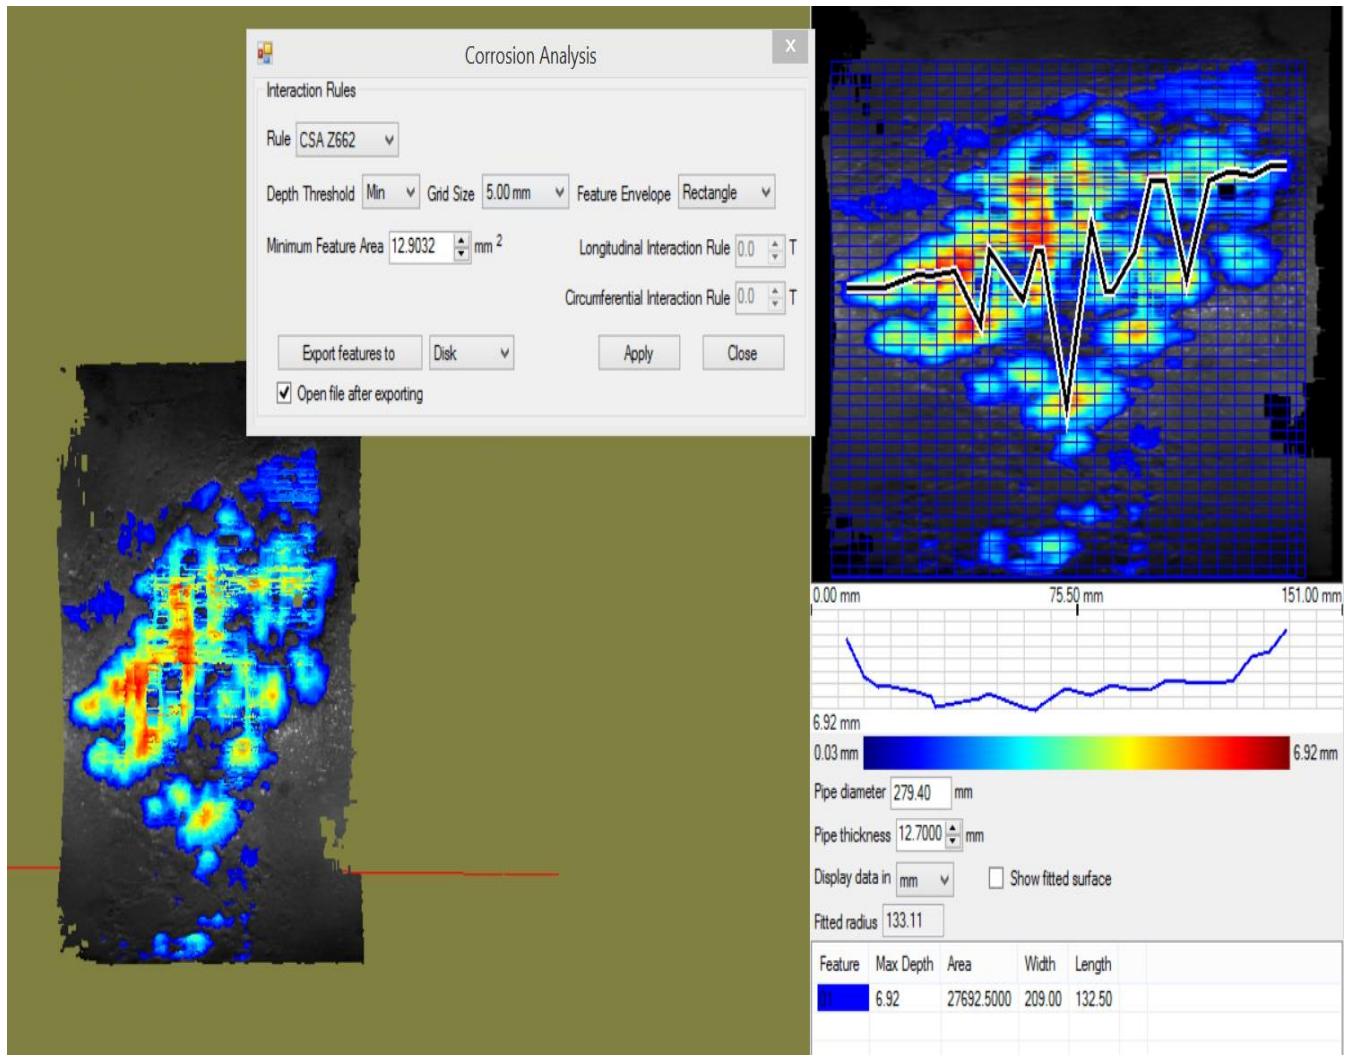 Corrosion Analysis
x
Interaction Rules
Rule CSA Z662
Depth Threshold Min Grid Size 5.00 mm Feature Envelope Rectangle
Minimum Feature Area 12.9032 mm 2 Longitudinal Interaction Rule 0.0 T
Circumferential Interaction Rule 0.0 T
Export features to Disk Apply Close
Open file after exporting
0.00 mm 75.50 mm 151.00 mm
6.92 mm
0.03 mm 6.92 mm
Pipe diameter 279.40 mm
Pipe thickness 12.7000 mm
Display data in mm Show fitted surface
Fitted radius 133.11
Feature Max Depth Area Width Length
01 6.92 27692.5000 209.00 132.50